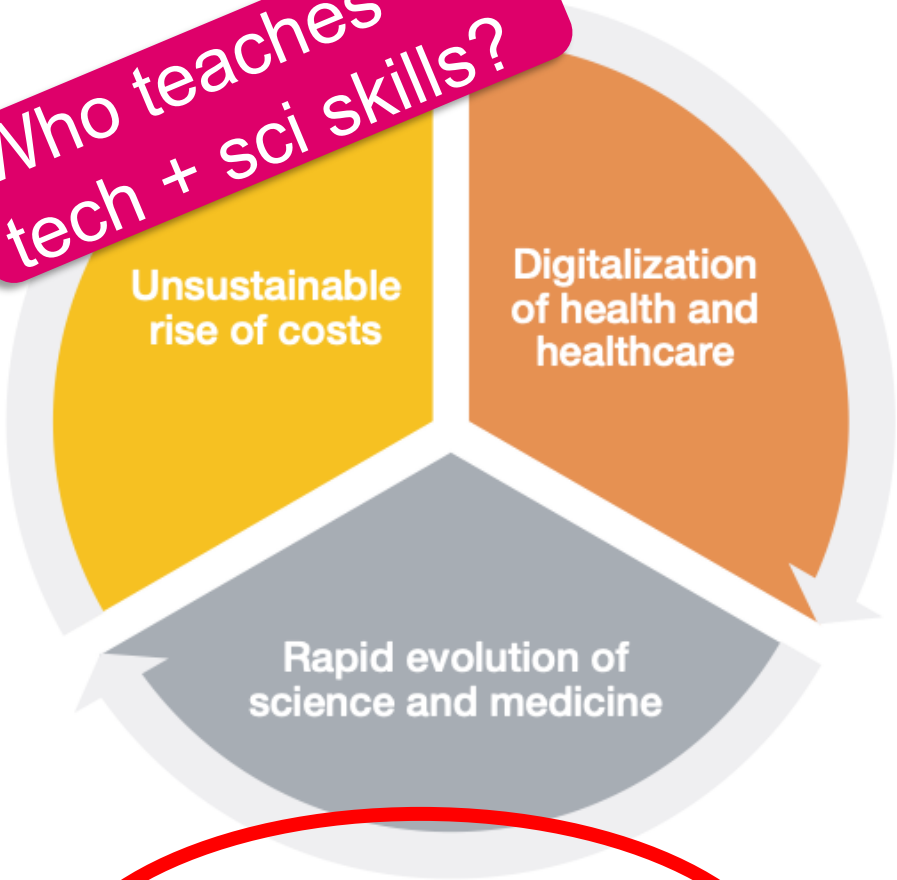 Who teaches
tech + sci skills?
Unsustainable
rise of costs
Digitalization
of health and
healthcare
Rapid evolution of
science and medicine